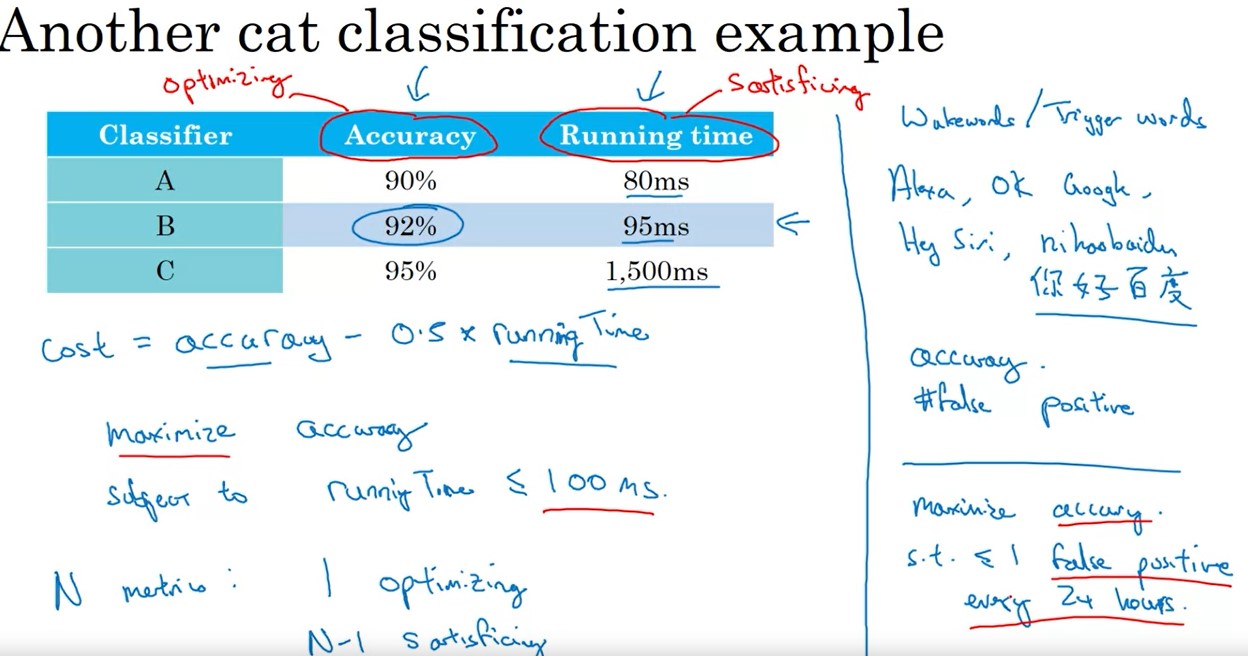 Another cat classification example
optimizing
Satisficing
Classifier Accuracy Running time
A 90% 80ms
B 92% 95ms
C 95% 1,500ms
cost = accuracy - 0.5 x running Time
maximize accuracy
subject to running Time ≤ 100 ms.
N metrics: 1 optimizing
N-1 satisficing
Wakewords / Trigger words
Alexa, OK Google,
Hey Siri, nihaobaidu
你好百度
accuracy.
#false positive
Maximize accuracy.
s.t. ≤ 1 false positive
every 24 hours.